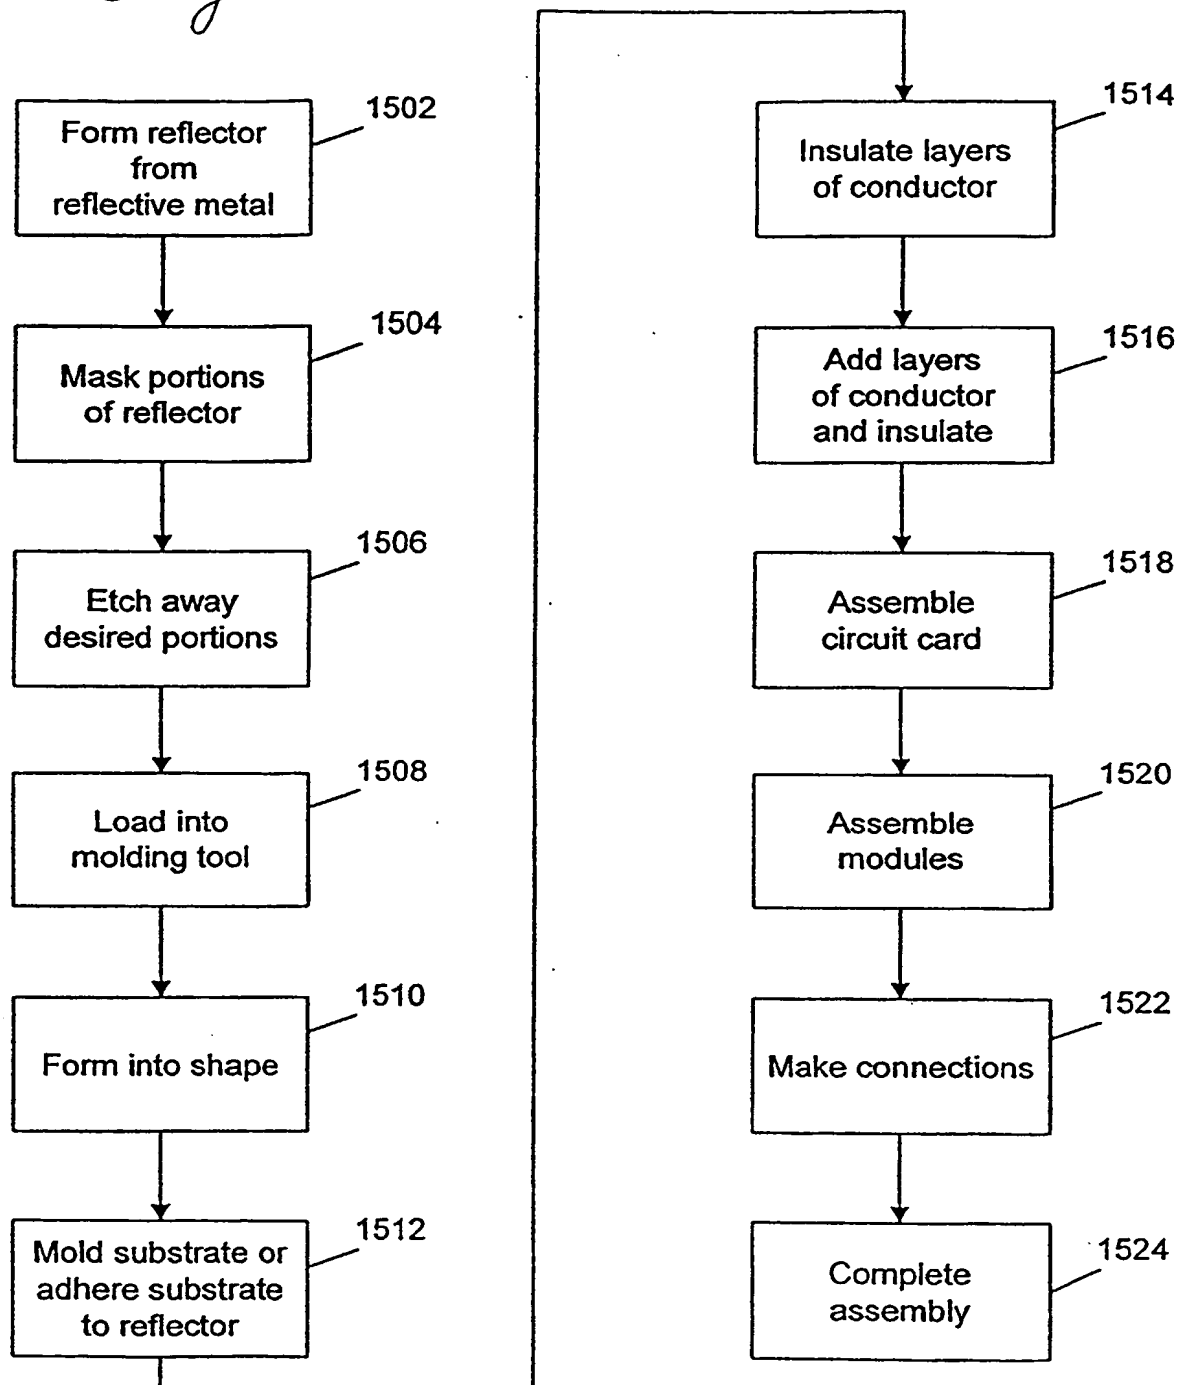 1502
Form reflector
from
reflective metal
1504
Mask portions
of reflector
1506
Etch away
desired portions
1508
Load into
molding tool
1510
Form into shape
1512
Mold substrate or
adhere substrate
to reflector
1514
Insulate layers
of conductor
1516
Add layers
of conductor
and insulate
1518
Assemble
circuit card
1520
Assemble
modules
1522
Make connections
1524
Complete
assembly